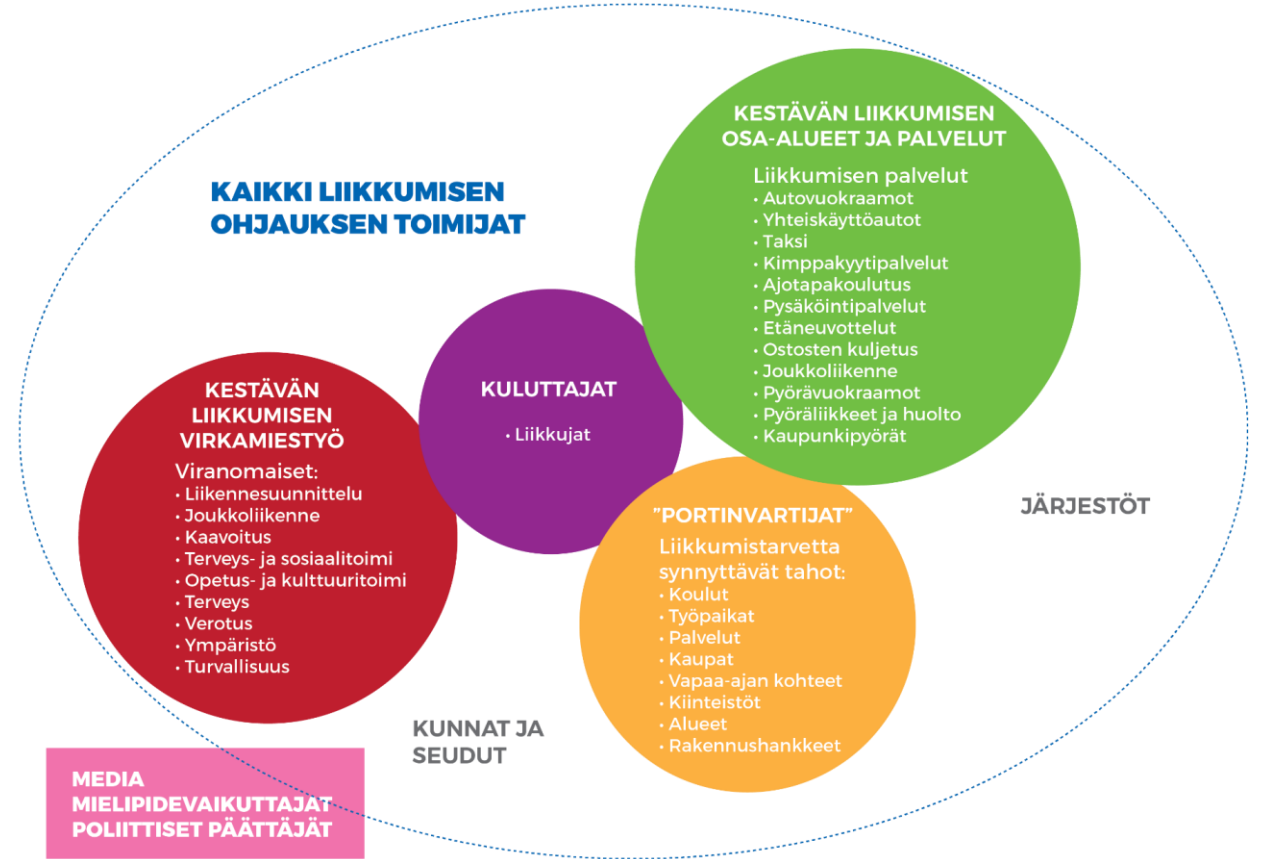 KAIKKI LIIKKUMISEN
OHJAUKSEN TOIMIJAT
KESTÄVÄN LIIKKUMISEN
OSA-ALUEET JA PALVELUT
Liikkumisen palvelut
• Autovuokraamot
• Yhteiskäyttöautot
• Taksi
• Kimppakyytipalvelut
• Ajotapakoulutus
• Pysäköintipalvelut
• Etäneuvottelut
• Ostosten kuljetus
• Joukkoliikenne
• Pyörävuokraamot
• Pyöräliikkeet ja huolto
• Kaupunkipyörät
KULUTTAJAT
• Liikkujat
KESTÄVÄN
LIIKKUMISEN
VIRKAMIESTYÖ
Viranomaiset:
• Liikennesuunnittelu
• Joukkoliikenne
• Kaavoitus
• Terveys- ja sosiaalitoimi
• Opetus- ja kulttuuritoimi
• Terveys
• Verotus
• Ympäristö
• Turvallisuus
"PORTINVARTIJAT"
Liikkumistarvetta
synnyttävät tahot:
• Koulut
• Työpaikat
• Palvelut
• Kaupat
• Vapaa-ajan kohteet
• Kiinteistöt
• Alueet
• Rakennushankkeet
JÄRJESTÖT
KUNNAT JA
SEUDUT
MEDIA
MIELIPIDEVAIKUTTAJAT
POLIITTISET PÄÄTTÄJÄT